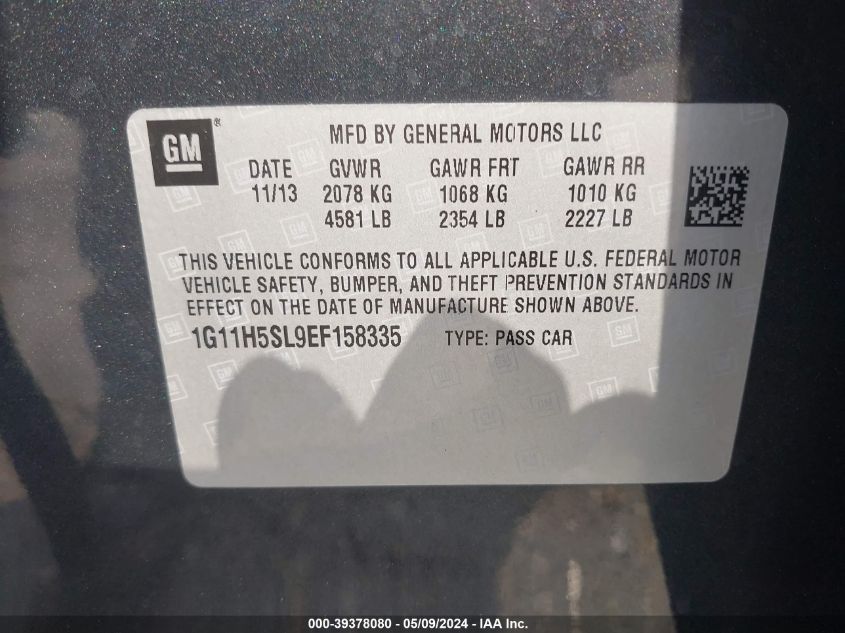 GM®
MFD BY GENERAL MOTORS LLC
DATE GVWR GAWR FRT GAWR RR
11/13 2078 KG 1068 KG 1010 KG
4581 LB 2354 LB 2227 LB
THIS VEHICLE CONFORMS TO ALL APPLICABLE U.S. FEDERAL MOTOR
VEHICLE SAFETY, BUMPER, AND THEFT PREVENTION STANDARDS IN
EFFECT ON THE DATE OF MANUFACTURE SHOWN ABOVE.
1G11H5SL9EF158335 TYPE: PASS CAR
000-39378080 - 05/09/2024 - IAA Inc.